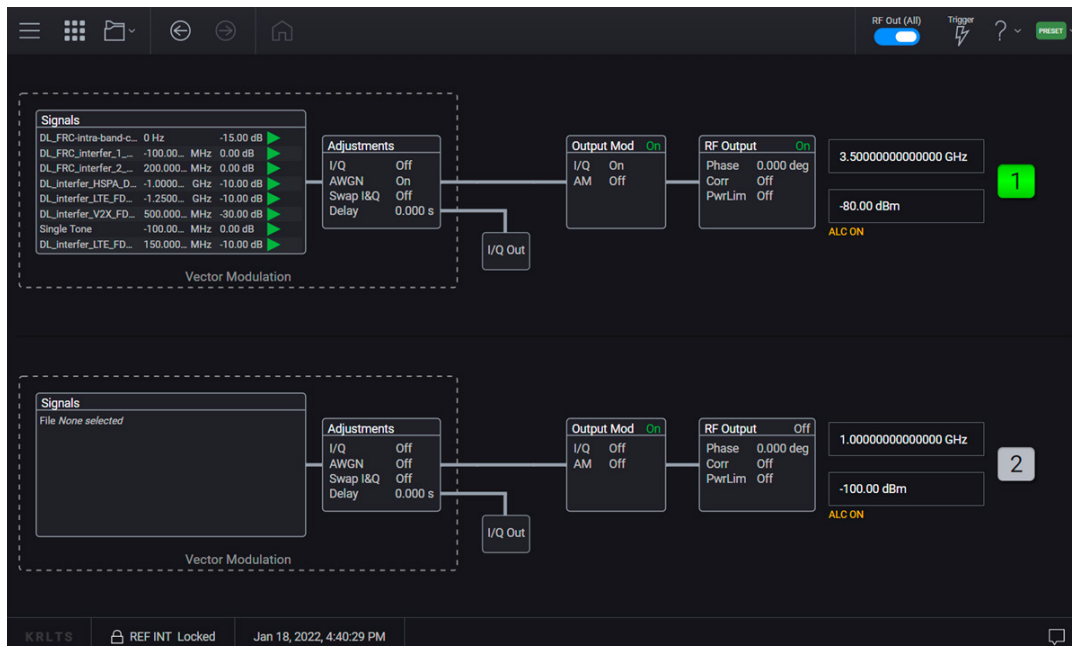 RF Out (All)
Trigger
?
PRESET
Signals
DL_FRC-intra-band-c... 0 Hz -15.00 dB
DL_FRC_interfer_1_... -100.00... MHz 0.00 dB
DL_FRC_interfer_2_... 200.000... MHz 0.00 dB
DL_interfer_HSPA_D... -1.0000... GHz -10.00 dB
DL_interfer_LTE_FD... -1.2500... GHz -10.00 dB
DL_interfer_V2X_FD... 500.000... MHz -30.00 dB
Single Tone -100.00... MHz 0.00 dB
DL_interfer_LTE_FD... 150.000... MHz -10.00 dB
Vector Modulation
Adjustments
I/Q Off
AWGN On
Swap I&Q Off
Delay 0.000 s
I/Q Out
Output Mod On
I/Q On
AM Off
RF Output On
Phase 0.000 deg
Corr Off
PwrLim Off
3.50000000000000 GHz
-80.00 dBm
ALC ON
1
Signals
File None selected
Vector Modulation
Adjustments
I/Q Off
AWGN Off
Swap I&Q Off
Delay 0.000 s
I/Q Out
Output Mod On
I/Q Off
AM Off
RF Output Off
Phase 0.000 deg
Corr Off
PwrLim Off
1.00000000000000 GHz
-100.00 dBm
ALC ON
2
KRLTS
REF INT Locked
Jan 18, 2022, 4:40:29 PM